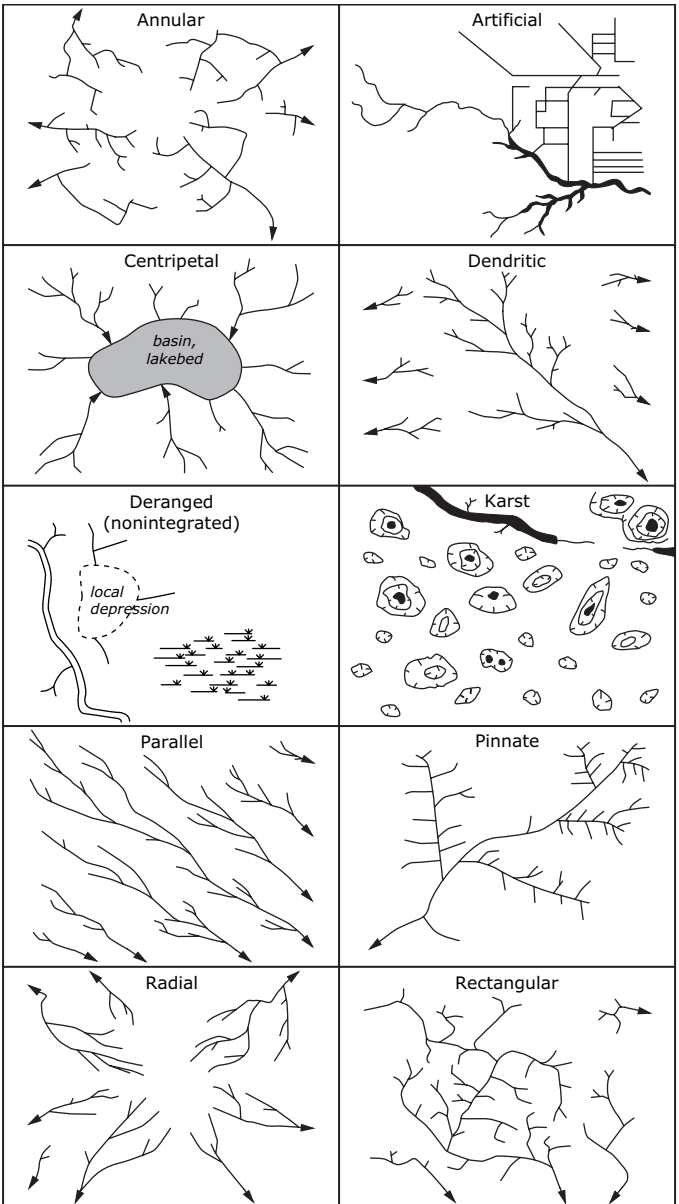 Annular
Artificial
Centripetal
basin,
lakebed
Dendritic
Deranged
(nonintegrated)
local
depression
Karst
Parallel
Pinnate
Radial
Rectangular